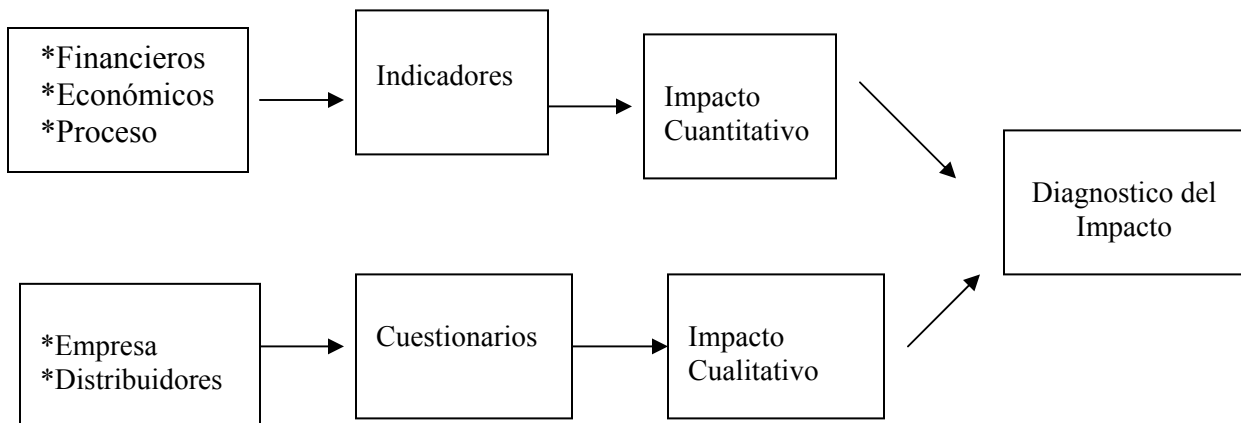 *Financieros
*Económicos
*Proceso
Indicadores
Impacto
Cuantitativo
Diagnostico del
Impacto
*Empresa
*Distribuidores
Cuestionarios
Impacto
Cualitativo